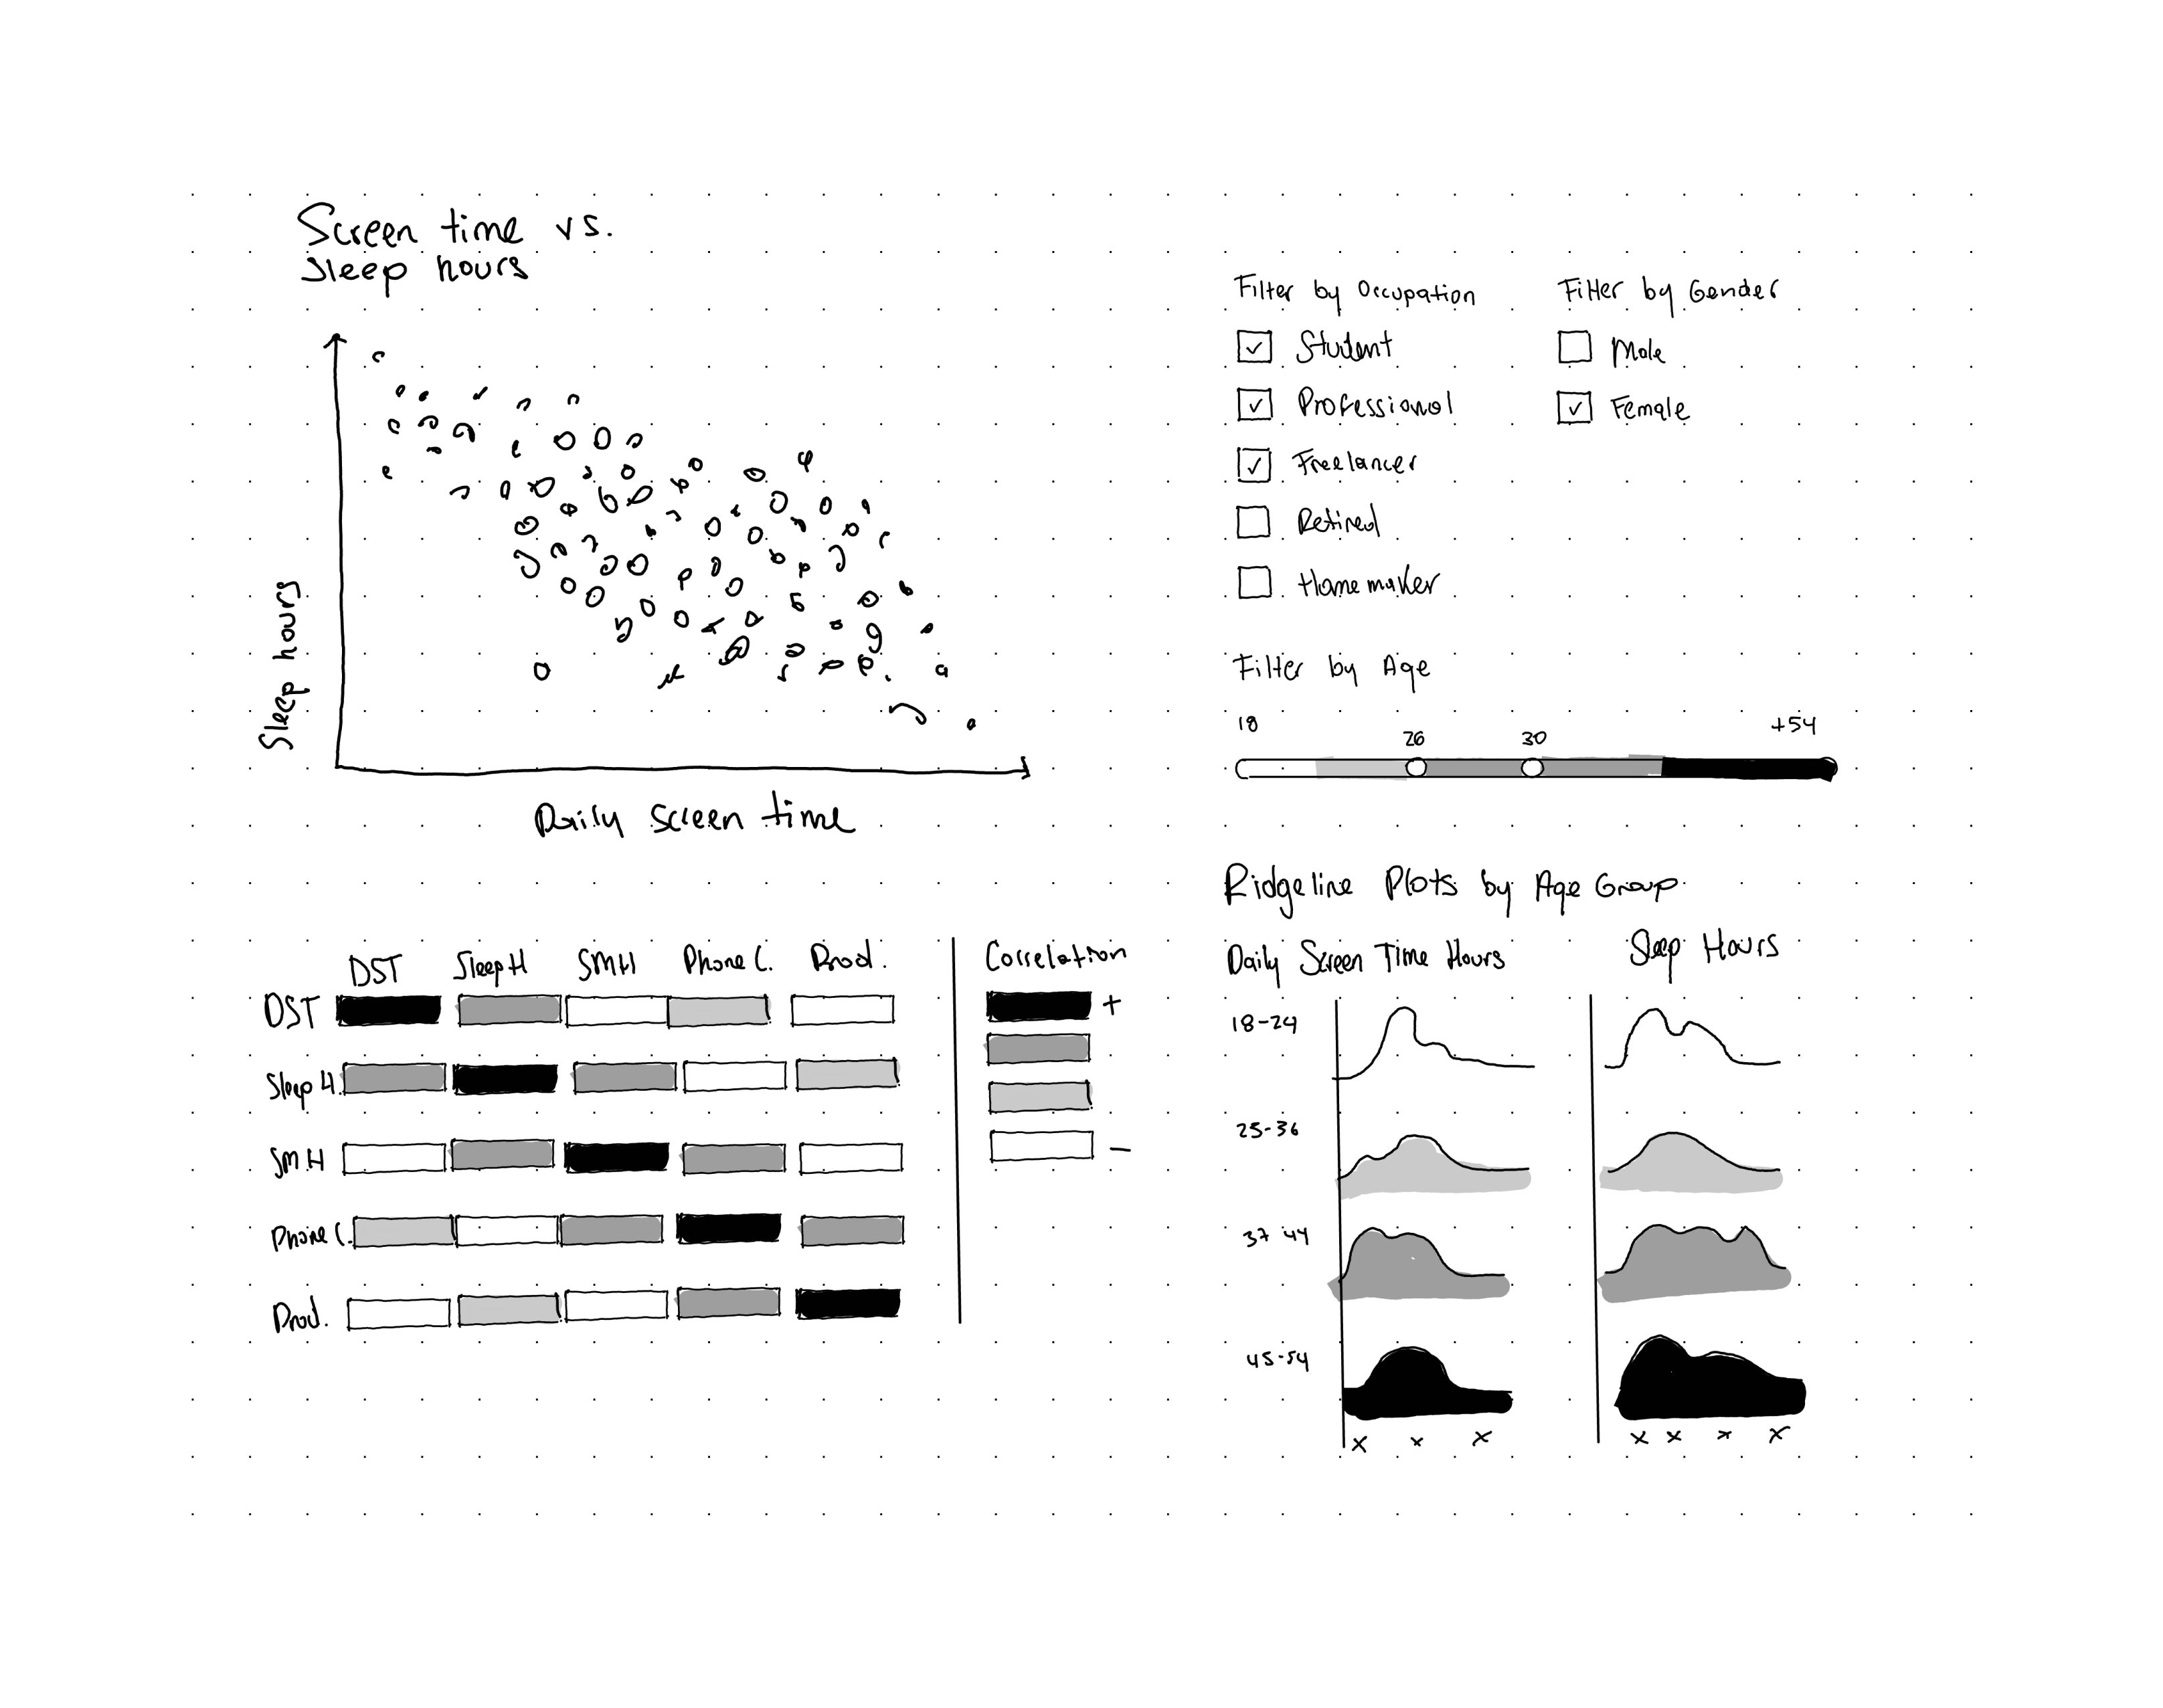 Screen time vs.
Sleep hours
Sleep hours
Daily Screen time
Filter by Occupation
Student
Professional
Freelancer
Retired
Homemaker
Filter by Gender
Male
Female
Filter by Age
18
26
30
+54
DST SleepH SMH Phone C. Prod.
DST
Sleep H.
SMH
Phone C.
Prod.
Correlation
+
−
Ridgeline Plots by Age Group
Daily Screen Time Hours
Sleep Hours
18-24
25-36
37 44
45-54
x x x
x x x x